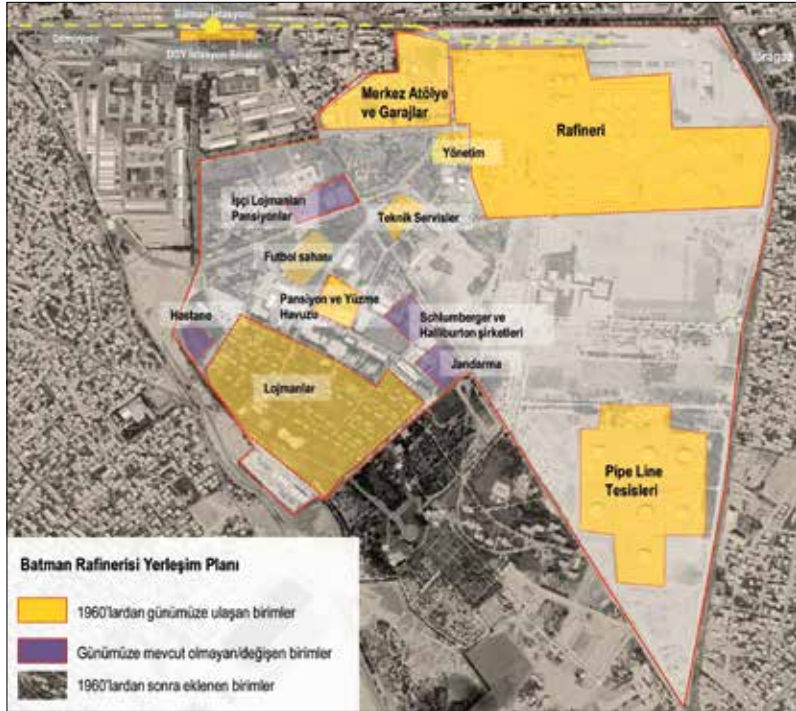 Batman İstasyonu
Demiryolu
DDY İstasyon Binaları
Merkez Atölye
ve Garajlar
Rafineri
Yönetim
İşçi Lojmanları
Pansiyonlar
Teknik Servisler
Futbol sahası
Pansiyon ve Yüzme
Havuzu
Hastane
Schlumberger ve
Halliburton şirketleri
Jandarma
Lojmanlar
Pipe Line
Tesisleri
Batman Rafinerisi Yerleşim Planı
1960'lardan günümüze ulaşan birimler
Günümüze mevcut olmayan/değişen birimler
1960'lardan sonra eklenen birimler